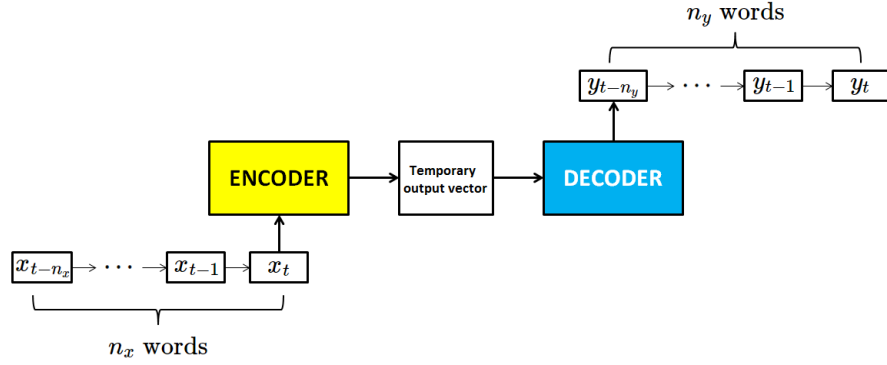 n_y words
y_{t-n_y} → ⋯ → y_{t-1} → y_t
ENCODER
Temporary
output vector
DECODER
x_{t-n_x} → ⋯ → x_{t-1} → x_t
n_x words